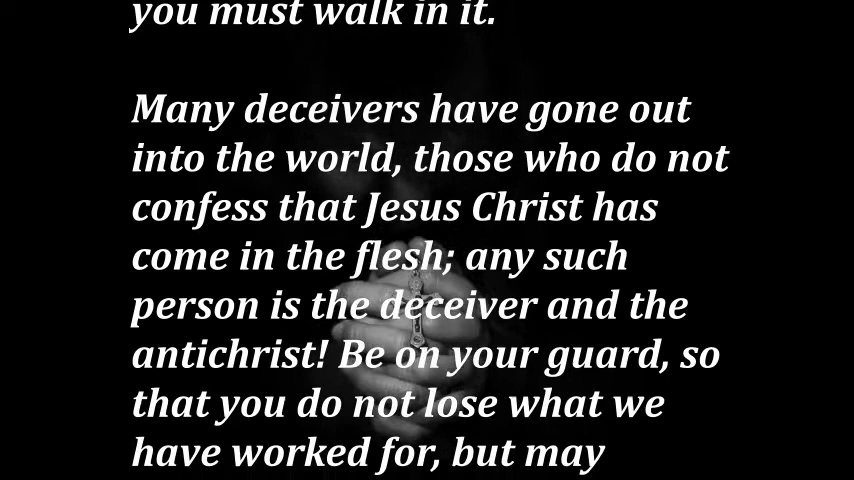 you must walk in it.
Many deceivers have gone out
into the world, those who do not
confess that Jesus Christ has
come in the flesh; any such
person is the deceiver and the
antichrist! Be on your guard, so
that you do not lose what we
have worked for, but may